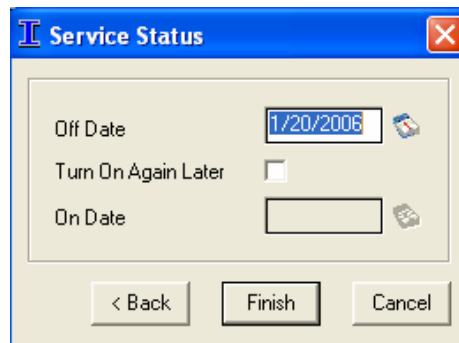 Service Status
Off Date 1/20/2006
Turn On Again Later
On Date
< Back Finish Cancel